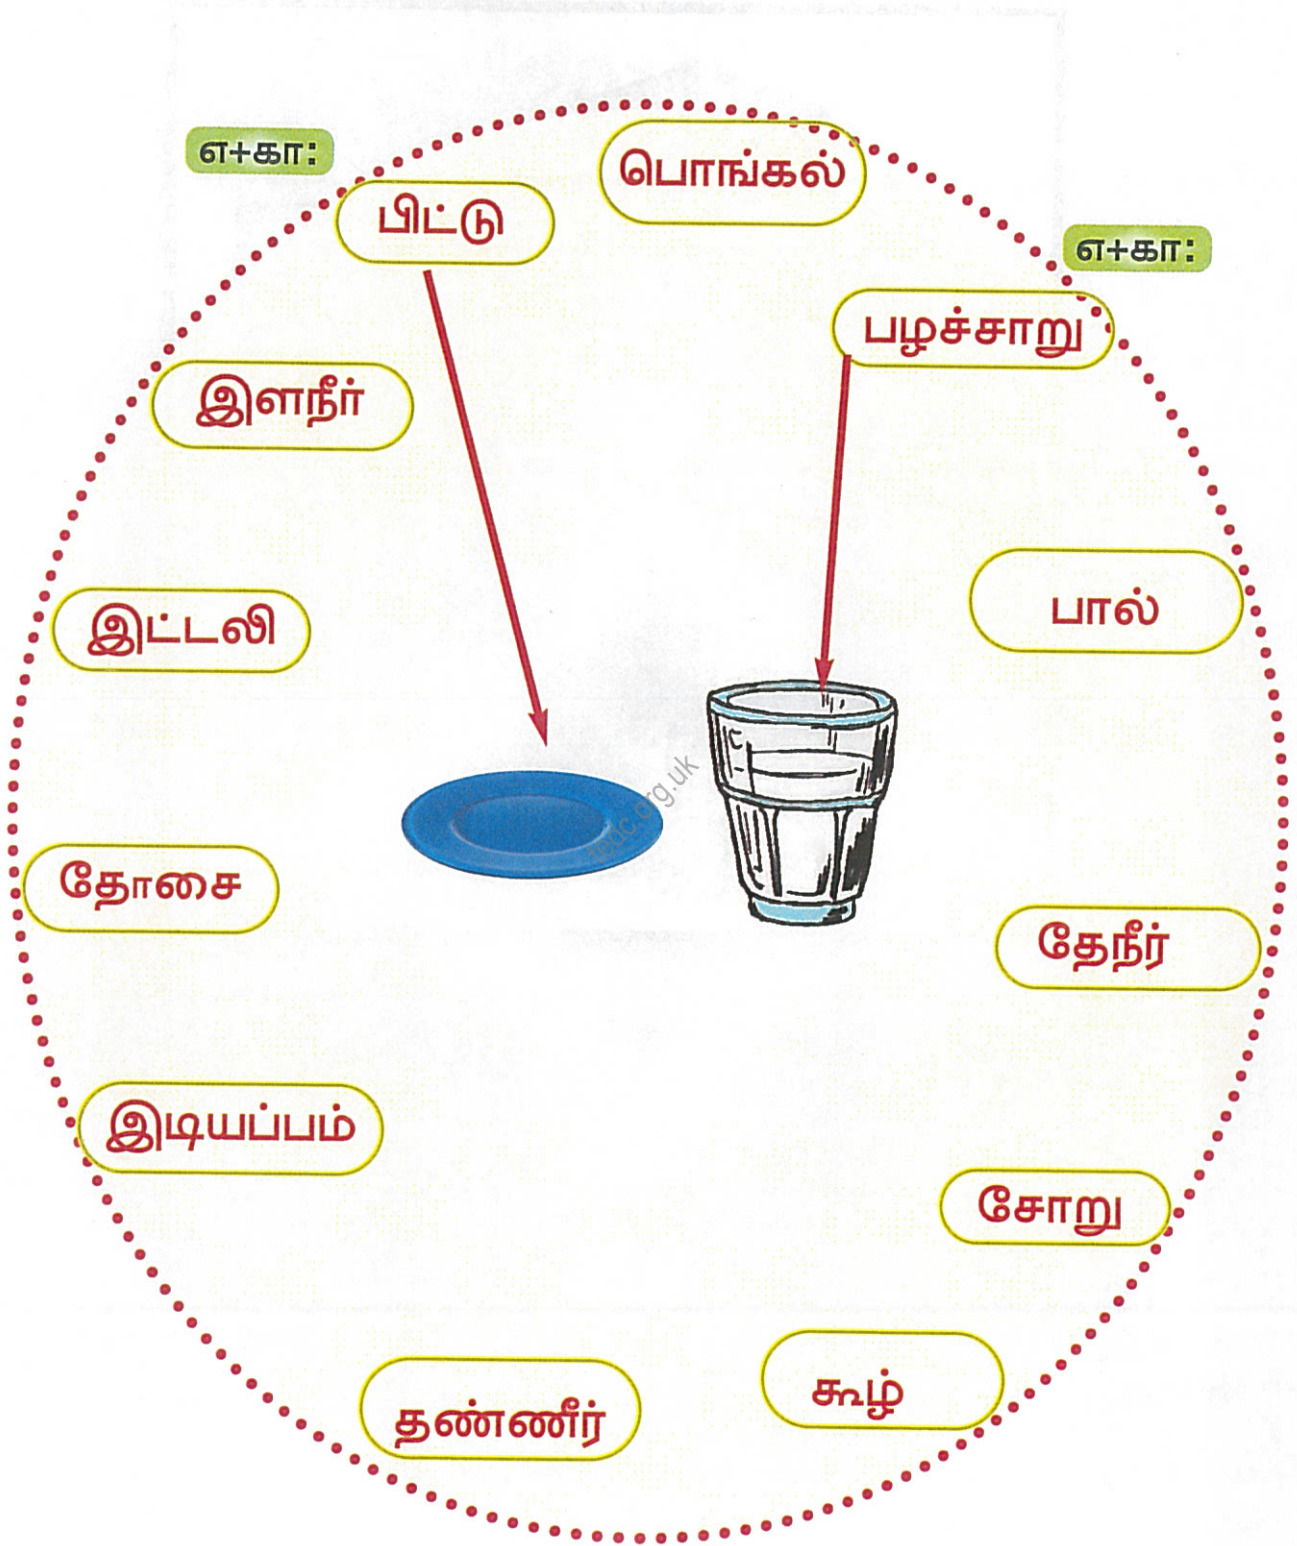 எ+கா:
பொங்கல்
பிட்டு
எ+கா:
பழச்சாறு
இளநீர்
பால்
இட்டலி
தோசை
தேநீர்
இடியப்பம்
சோறு
கூழ்
தண்ணீர்